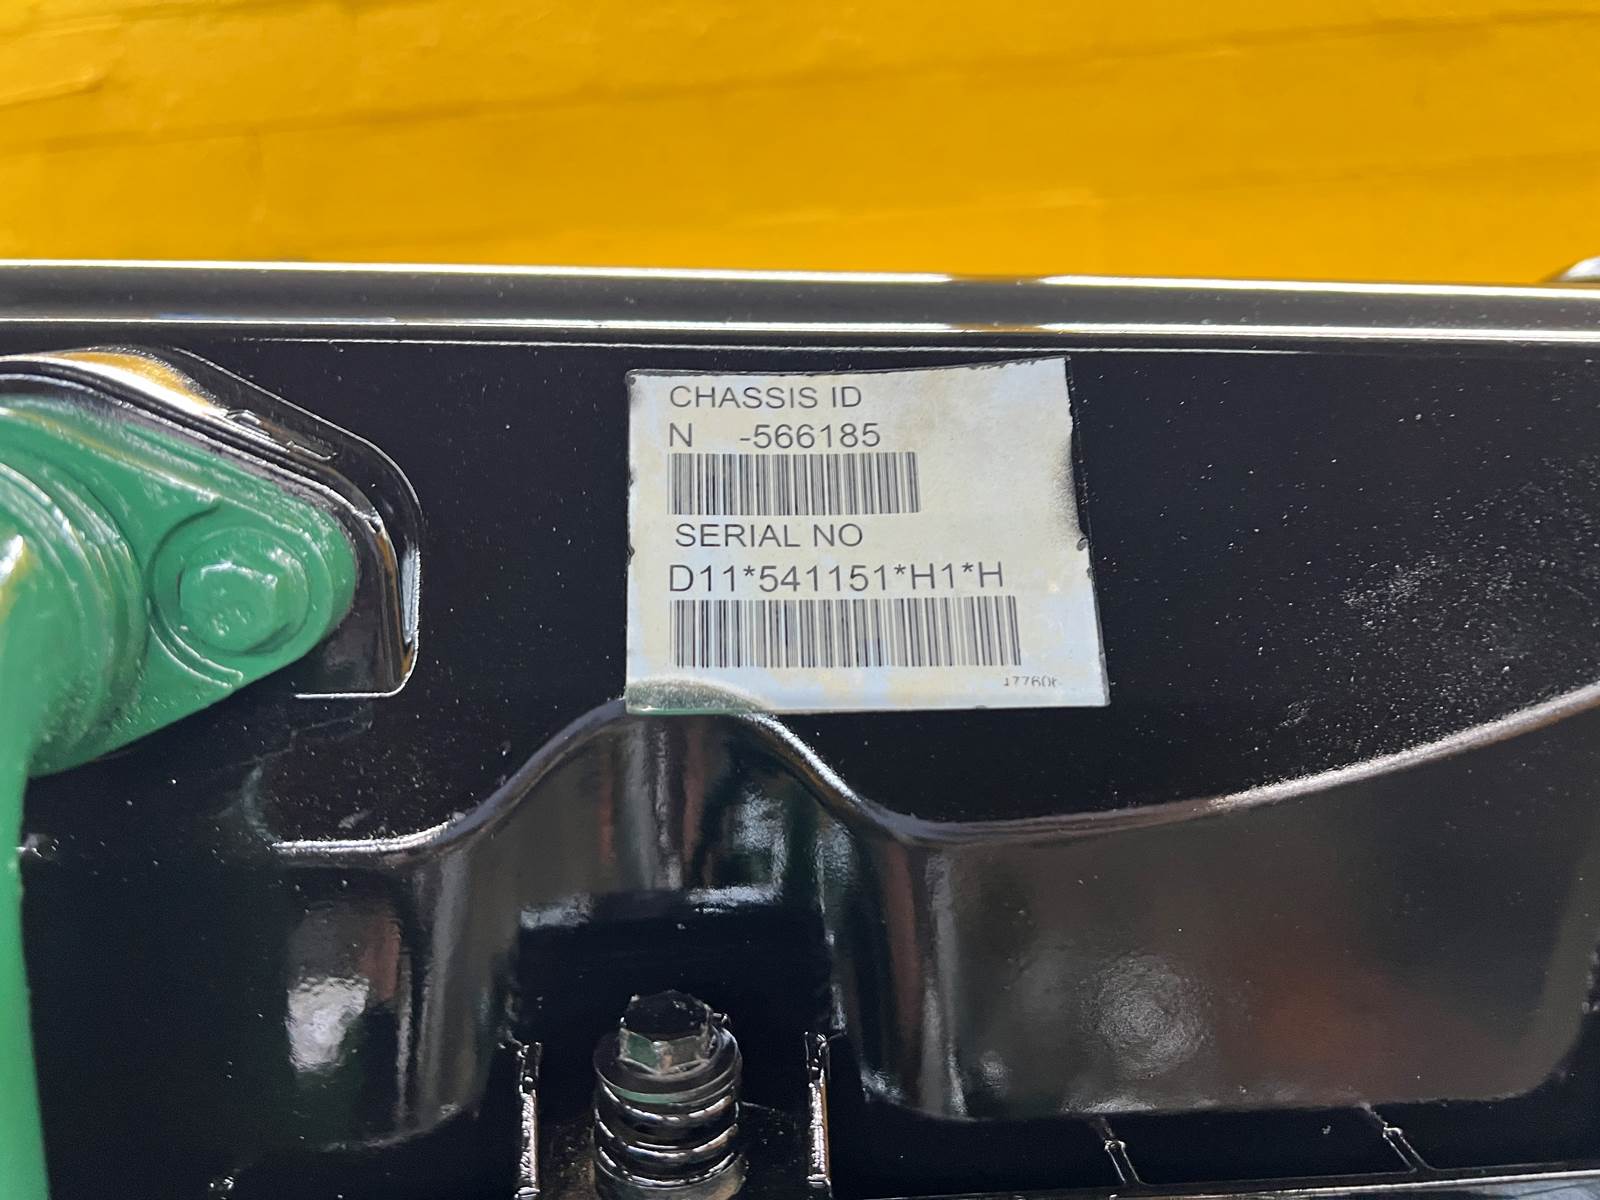 CHASSIS ID
N -566185
SERIAL NO
D11*541151*H1*H